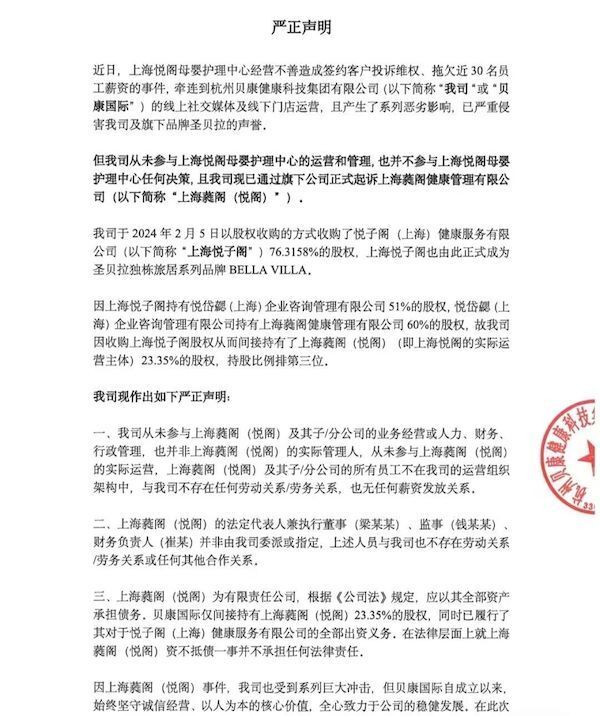 严正声明
近日，上海悦阁母婴护理中心经营不善造成签约客户投诉维权、拖欠近 30 名员
工薪资的事件，牵连到杭州贝康健康科技集团有限公司（以下简称“我司“或“贝
康国际”）的线上社交媒体及线下门店运营，且产生了系列恶劣影响，已严重侵
害我司及旗下品牌圣贝拉的声誉。
但我司从未参与上海悦阁母婴护理中心的运营和管理，也并不参与上海悦阁母婴
护理中心任何决策，且我司现已通过旗下公司正式起诉上海蕤阁健康管理有限公
司（以下简称“上海蕤阁（悦阁）”）。
我司于 2024 年 2 月 5 日以股权收购的方式收购了悦子阁（上海）健康服务有限
公司（以下简称“上海悦子阁”）76.3158%的股权，上海悦子阁也由此正式成为
圣贝拉独栋旅居系列品牌 BELLA VILLA。
因上海悦子阁持有悦岱勰（上海）企业咨询管理有限公司 51%的股权，悦岱勰（上
海）企业咨询管理有限公司持有上海蕤阁健康管理有限公司 60%的股权，故我司
因收购上海悦子阁股权从而间接持有了上海蕤阁（悦阁）（即上海悦阁的实际运
营主体）23.35%的股权，持股比例排第三位。
我司现作出如下严正声明：
一、我司从未参与上海蕤阁（悦阁）及其子/分公司的业务经营或人力、财务、
行政管理，也并非上海蕤阁（悦阁）的实际管理人，从未参与上海蕤阁（悦阁）
的实际运营，上海蕤阁（悦阁）及其子/分公司的所有员工不在我司的运营组织
架构中，与我司不存在任何劳动关系/劳务关系，也无任何薪资发放关系。
二、上海蕤阁（悦阁）的法定代表人兼执行董事（梁某某）、监事（钱某某）、
财务负责人（崔某）并非由我司委派或指定，上述人员与我司也不存在劳动关系
/劳务关系或任何其他合作关系。
三、上海蕤阁（悦阁）为有限责任公司，根据《公司法》规定，应以其全部资产
承担债务。贝康国际仅间接持有上海蕤阁（悦阁）23.35%的股权，同时已履行了
其对于悦子阁（上海）健康服务有限公司的全部出资义务。在法律层面上就上海
蕤阁（悦阁）资不抵债一事并不承担任何法律责任。
因上海蕤阁（悦阁）事件，我司也受到系列巨大冲击，但贝康国际自成立以来，
始终坚守诚信经营、以人为本的核心价值，全心致力于公司的稳健发展。在此次
杭州贝康健康科技